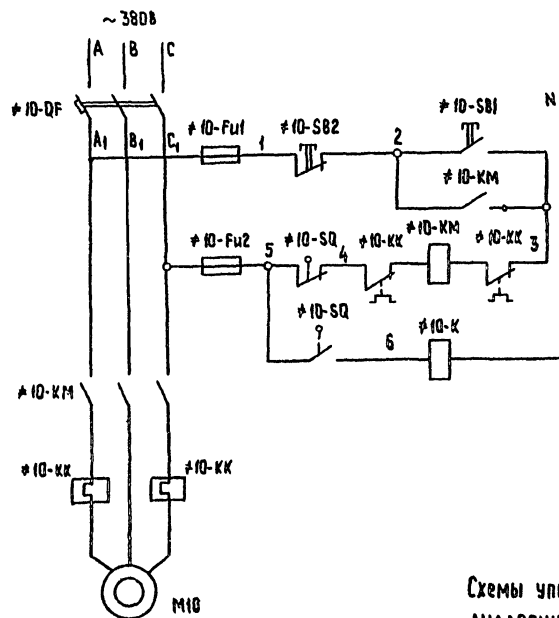 ~ 380В
A B C
≠10-QF
A1 B1 C1
≠10-Fu1 1 ≠10-SB2 2 ≠10-SB1 N
≠10-KM
≠10-Fu2 5 ≠10-SQ 4 ≠10-KK ≠10-KM ≠10-KK 3
≠10-SQ 6 ≠10-K
≠10-KM
≠10-KK ≠10-KK
M10
Схемы упр